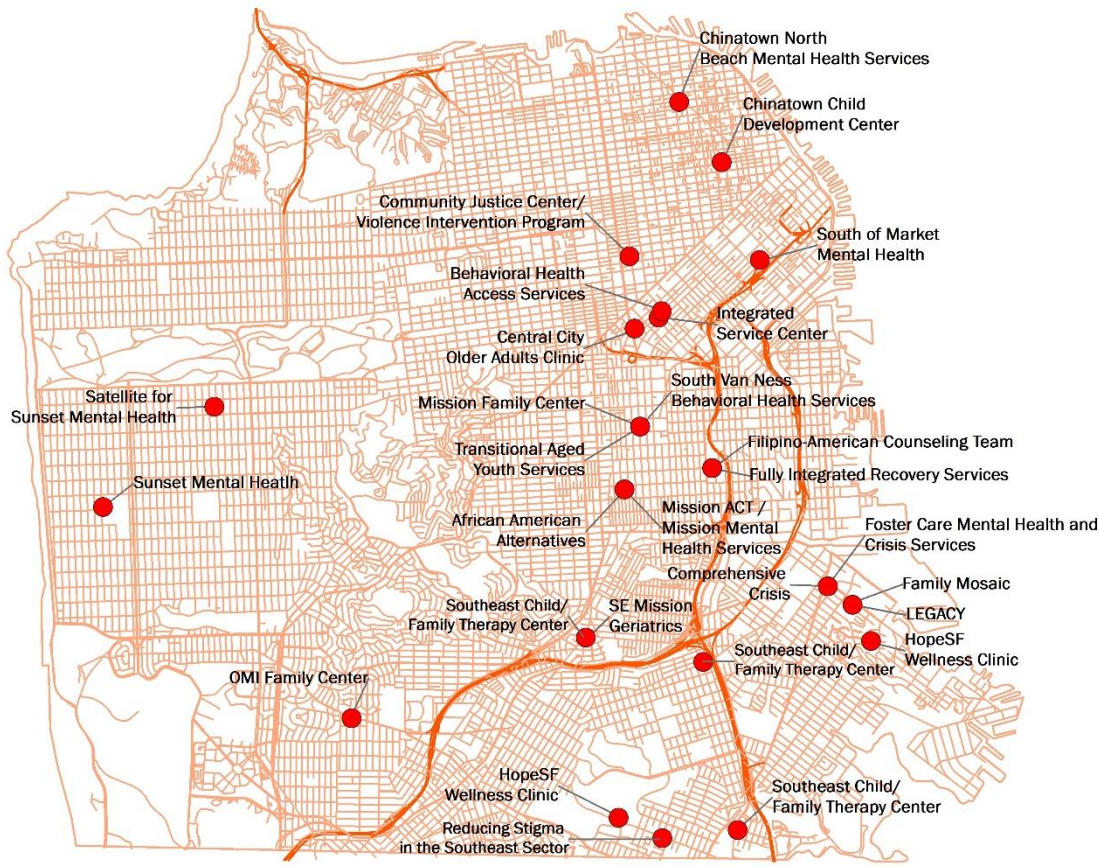 Chinatown North
Beach Mental Health Services
Chinatown Child
Development Center
Community Justice Center/
Violence Intervention Program
South of Market
Mental Health
Behavioral Health
Access Services
Integrated
Service Center
Central City
Older Adults Clinic
South Van Ness
Behavioral Health Services
Satellite for
Sunset Mental Health
Mission Family Center
Transitional Aged
Youth Services
Filipino-American Counseling Team
Fully Integrated Recovery Services
Sunset Mental Heatlh
African American
Alternatives
Mission ACT /
Mission Mental
Health Services
Foster Care Mental Health and
Crisis Services
Comprehensive
Crisis
Family Mosaic
LEGACY
Southeast Child/
Family Therapy Center
SE Mission
Geriatrics
HopeSF
Wellness Clinic
Southeast Child/
Family Therapy Center
OMI Family Center
HopeSF
Wellness Clinic
Southeast Child/
Family Therapy Center
Reducing Stigma
in the Southeast Sector